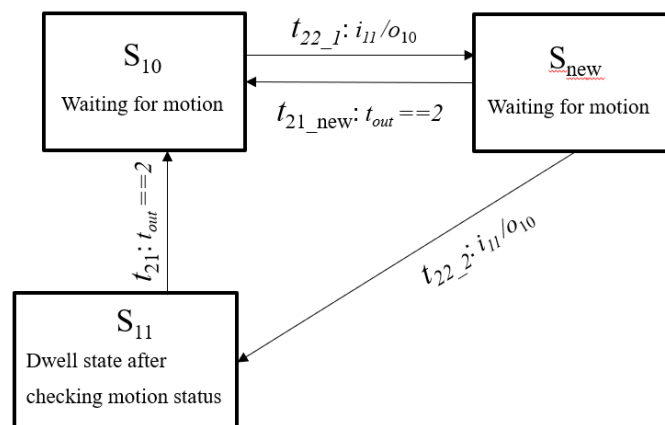 t22_1: i11/o10
S10
Waiting for motion
Snew
Waiting for motion
t21_new: tout ==2
t21: tout ==2
t22_2: i11/o10
S11
Dwell state after
checking motion status